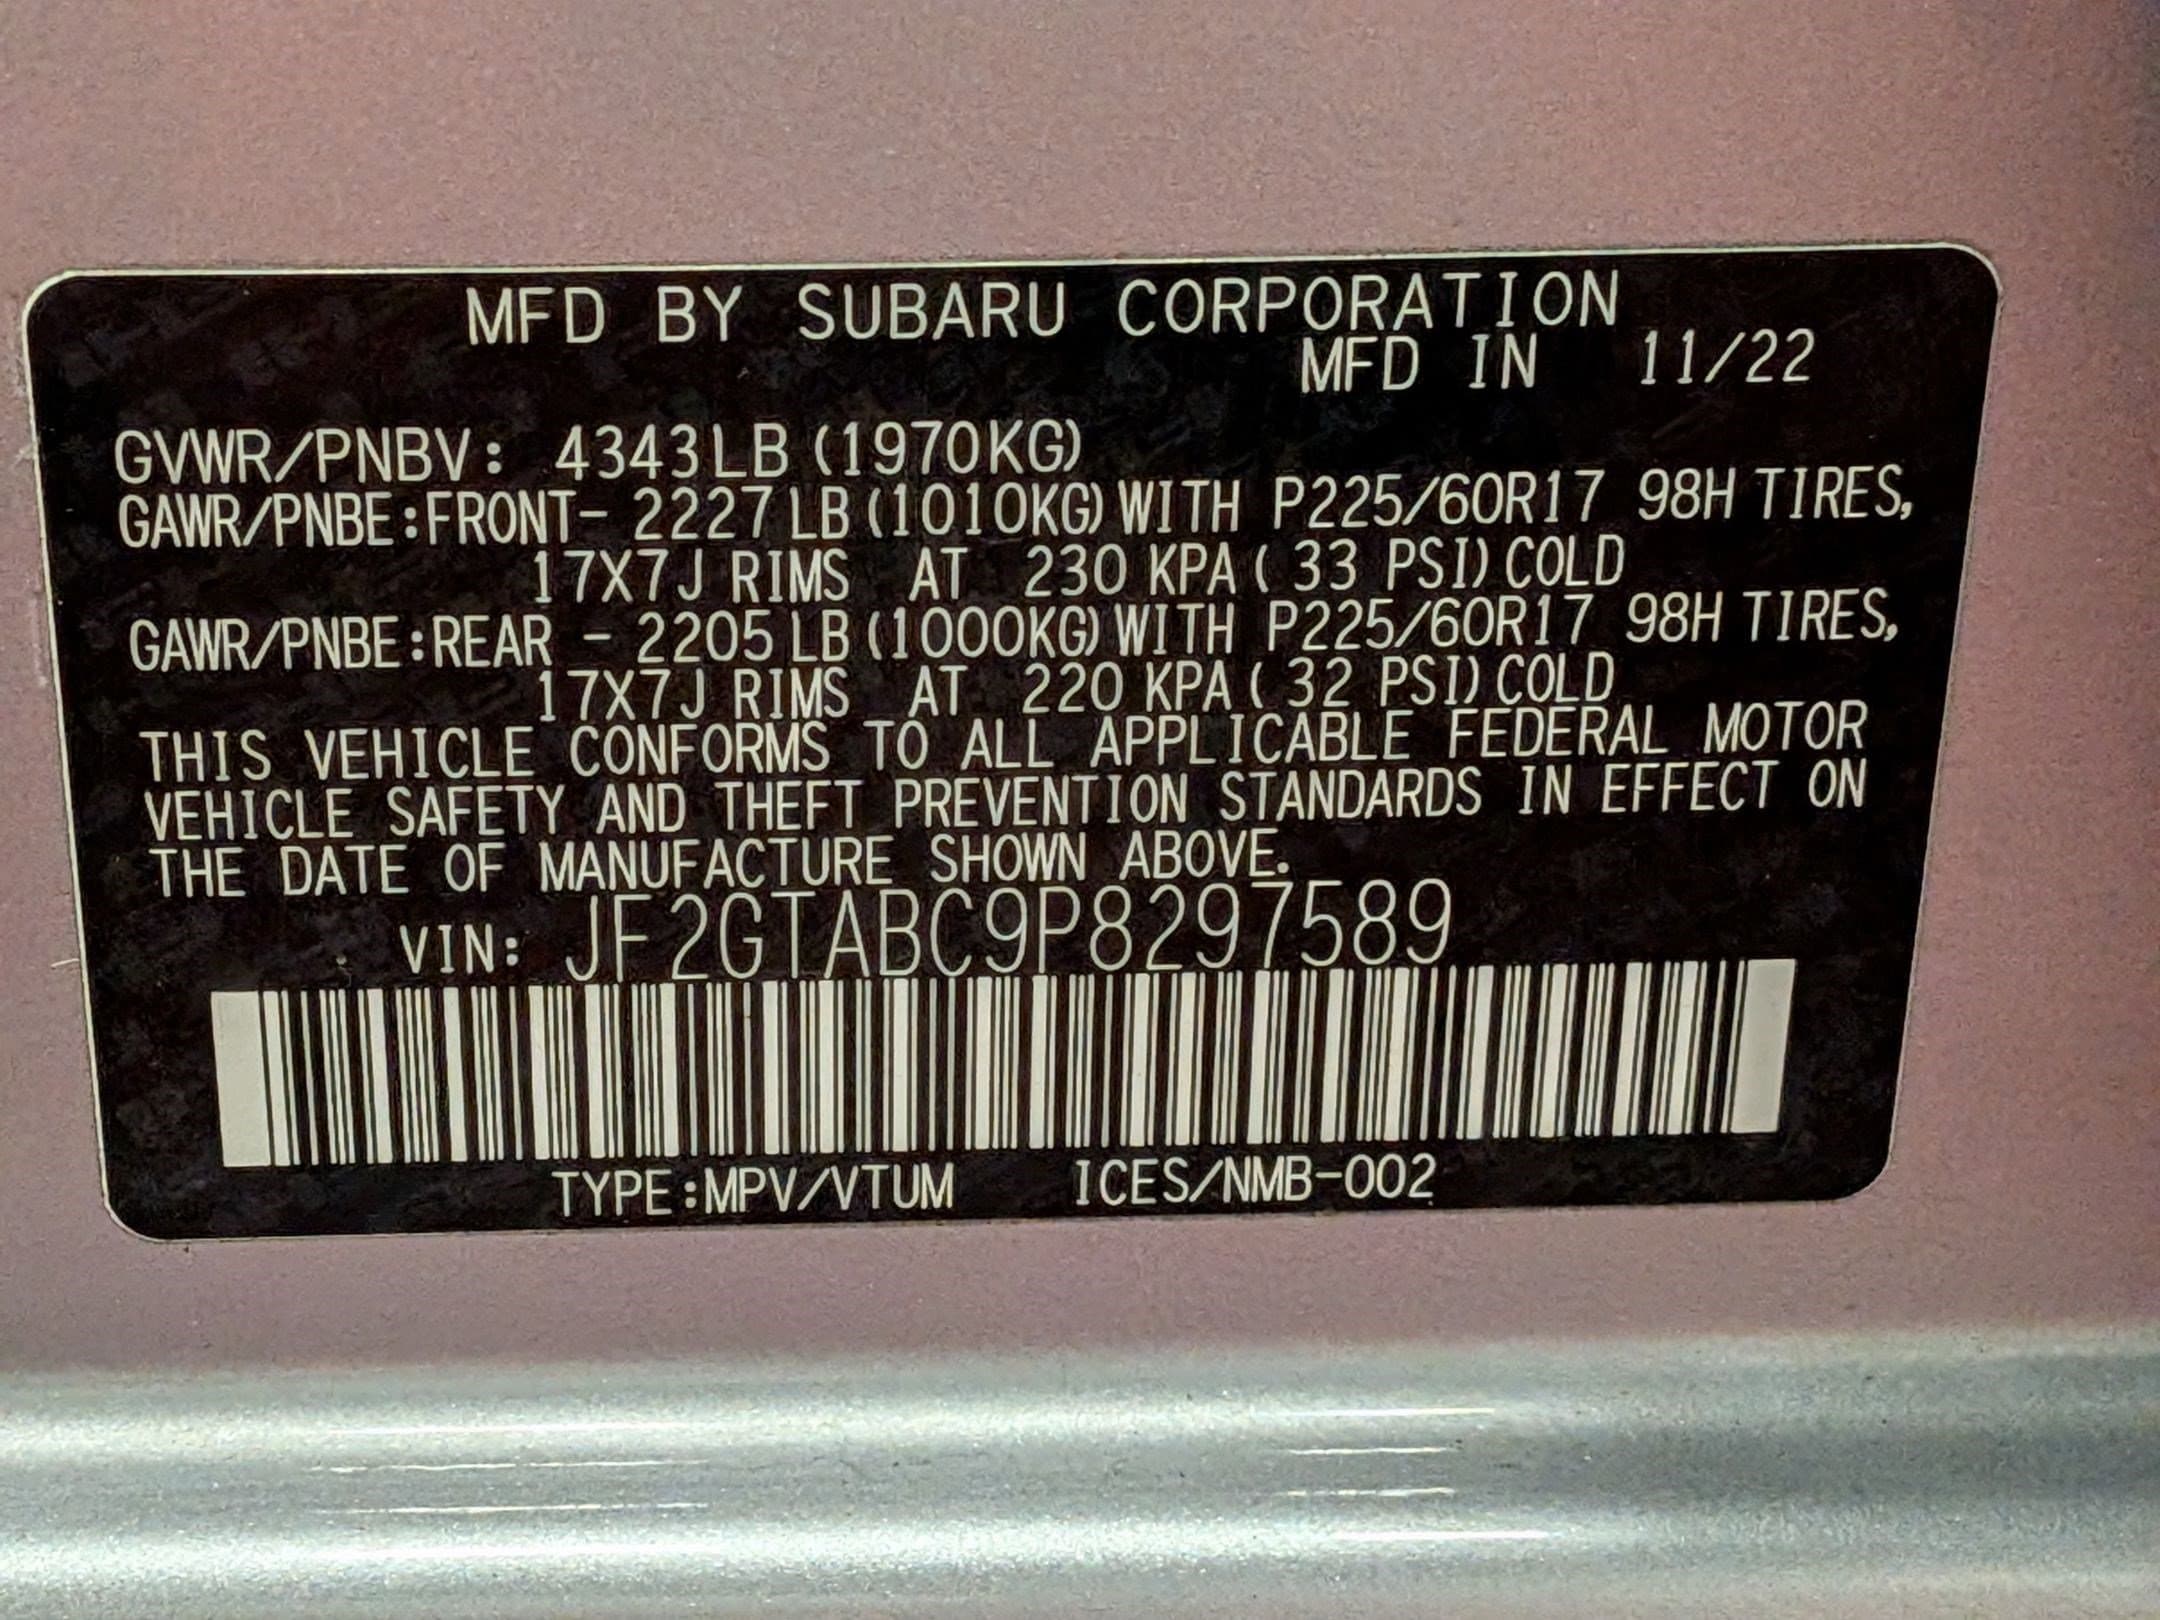 MFD BY SUBARU CORPORATION
MFD IN 11/22
GVWR/PNBV: 4343LB (1970KG)
GAWR/PNBE:FRONT- 2227 LB (1010KG) WITH P225/60R17 98H TIRES,
17X7J RIMS AT 230 KPA ( 33 PSI) COLD
GAWR/PNBE:REAR - 2205 LB (1000KG) WITH P225/60R17 98H TIRES,
17X7J RIMS AT 220 KPA ( 32 PSI) COLD
THIS VEHICLE CONFORMS TO ALL APPLICABLE FEDERAL MOTOR
VEHICLE SAFETY AND THEFT PREVENTION STANDARDS IN EFFECT ON
THE DATE OF MANUFACTURE SHOWN ABOVE.
VIN: JF2GTABC9P8297589
TYPE:MPV/VTUM ICES/NMB-002